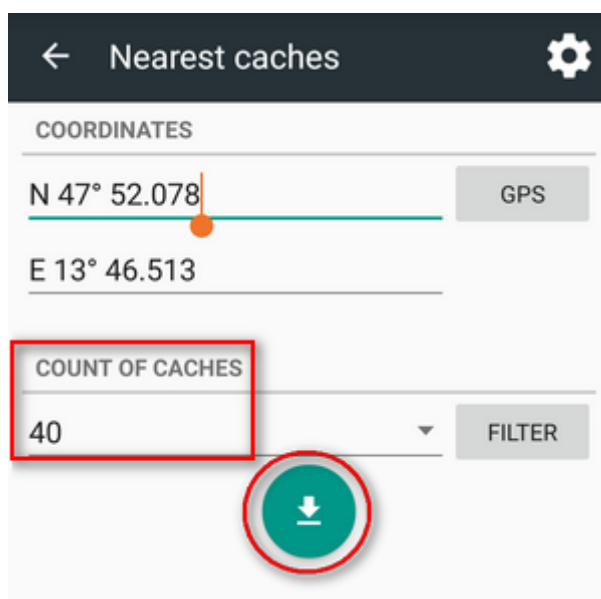 Nearest caches
COORDINATES
N 47° 52.078
GPS
E 13° 46.513
COUNT OF CACHES
40
FILTER